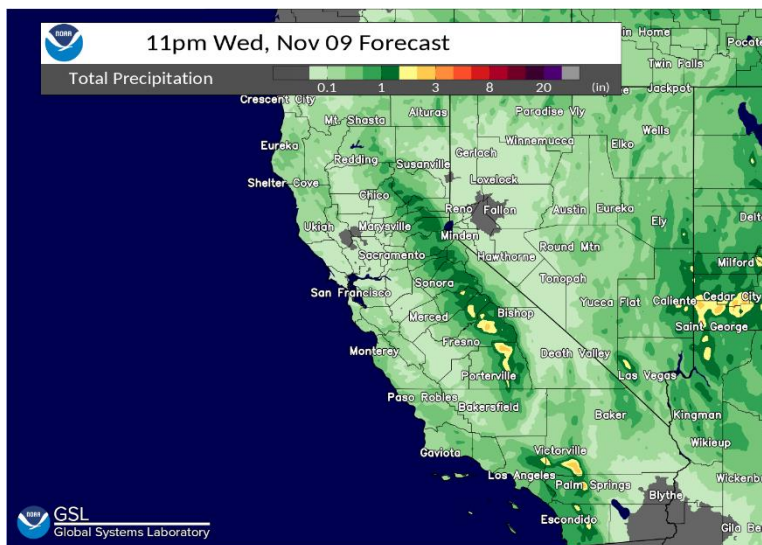 NOAA
11pm Wed, Nov 09 Forecast
Total Precipitation
0.1 1 3 8 20 (in)
Twin Falls
Crescent City
Jackpot
Mt. Shasta
Alturas
Paradise Vly
Wells
Eureka
Winnemucca
Elko
Redding
Susanville
Gerlach
Shelter Cove
Lovelock
Chico
Reno
Fallon
Austin
Eureka
Ely
Ukiah
Marysville
Minden
Sacramento
Hawthorne
Round Mtn
Milford
San Francisco
Sonora
Tonopah
Merced
Bishop
Yucca Flat
Caliente
Cedar City
Monterey
Fresno
Saint George
Death Valley
Porterville
Las Vegas
Paso Robles
Bakersfield
Baker
Kingman
Wikieup
Gaviota
Victorville
Los Angeles
Palm Springs
Blythe
Escondido
GSL
Global Systems Laboratory